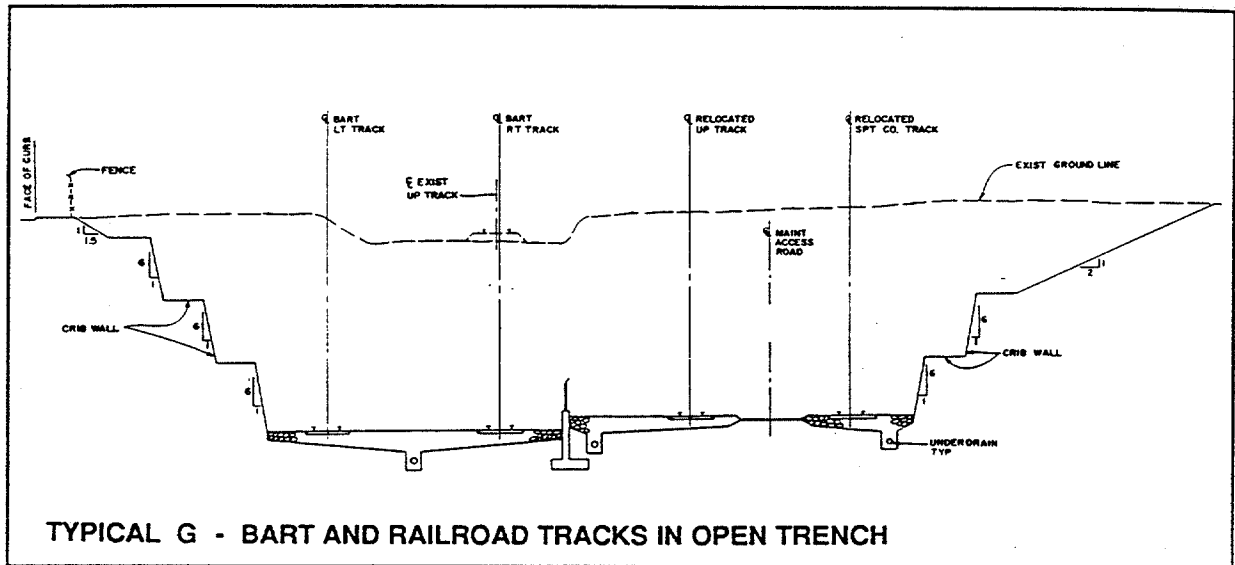 ℄ BART
LT TRACK
℄ BART
RT TRACK
℄ RELOCATED
UP TRACK
℄ RELOCATED
SPT CO. TRACK
FACE OF CURB
FENCE
℄ EXIST
UP TRACK
EXIST GROUND LINE
℄ MAINT
ACCESS
ROAD
1
1.5
6
1
1
2
CRIB WALL
6
1
6
1
CRIB WALL
6
1
6
1
UNDERDRAIN
TYP
TYPICAL G - BART AND RAILROAD TRACKS IN OPEN TRENCH